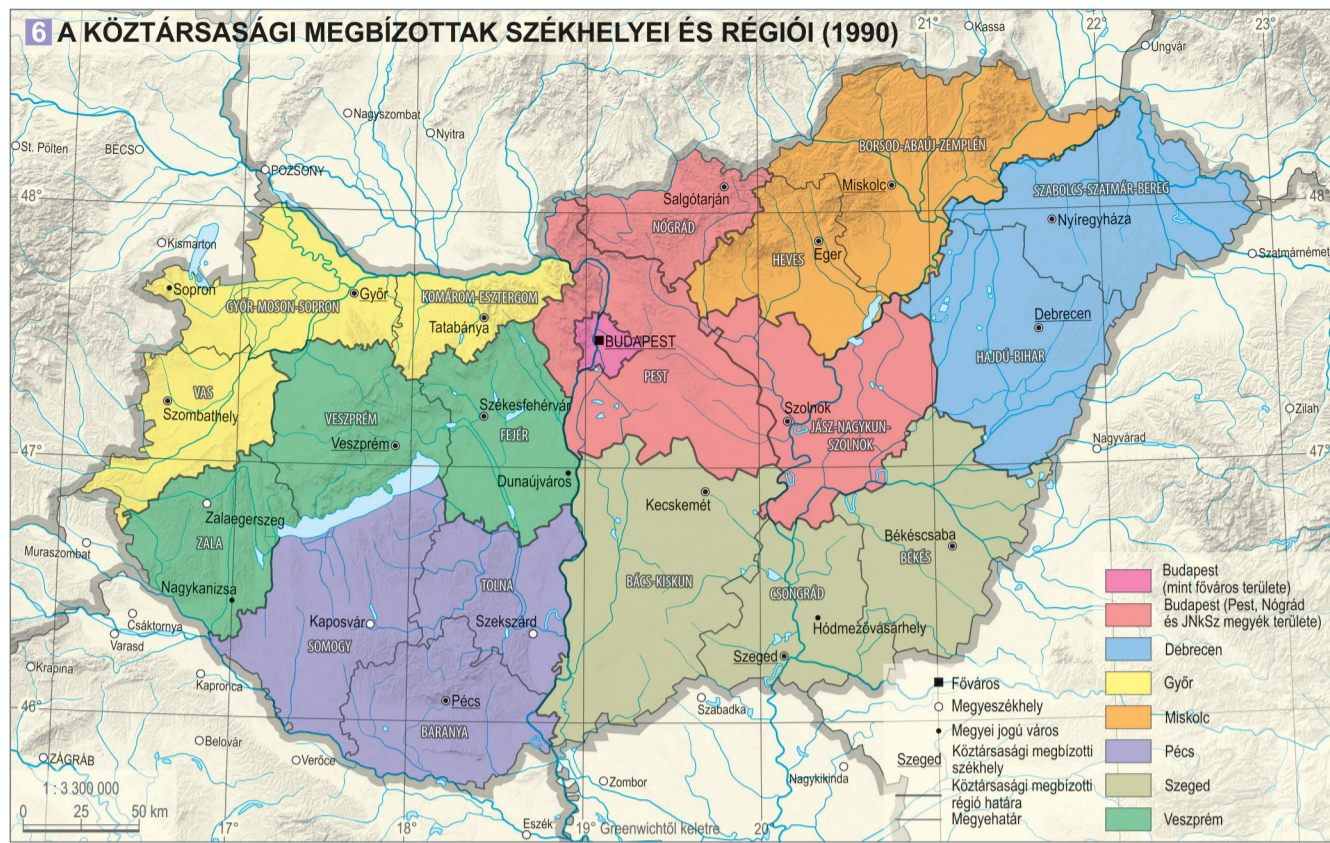 6 A KÖZTÁRSASÁGI MEGBÍZOTTAK SZÉKHELYEI ÉS RÉGIÓI (1990)
21°
22°
23°
Kassa
Ungvár
Nagyszombat
Nyitra
St. Pölten
BÉCS
POZSONY
BORSOD-ABAÚJ-ZEMPLÉN
Miskolc
SZABOLCS-SZATMÁR-BEREG
48°
Salgótarján
48°
Nyíregyháza
NÓGRÁD
Kismarton
Eger
HEVES
Szatmárnémet
Sopron
Győr
GYŐR-MOSON-SOPRON
KOMÁROM-ESZTERGOM
Tatabánya
Debrecen
BUDAPEST
HAJDÚ-BIHAR
PEST
VAS
Szombathely
Székesfehérvár
VESZPRÉM
FEJÉR
Szolnok
Zilah
JÁSZ-NAGYKUN-
SZOLNOK
Veszprém
Nagyvárad
47°
47°
Dunaújváros
Zalaegerszeg
Kecskemét
ZALA
Békéscsaba
BÉKÉS
Muraszombat
Nagykanizsa
TOLNA
BÁCS-KISKUN
CSONGRÁD
Csáktornya
Varasd
Kaposvár
SOMOGY
Szekszárd
Hódmezővásárhely
Szeged
Krapina
Kapronca
Pécs
BARANYA
Szabadka
46°
46°
Belovár
ZÁGRÁB
Verőce
Zombor
Nagykikinda
Eszék
1 : 3 300 000
0 25 50 km
17°
18°
19° Greenwichtől keletre
20°
Budapest
(mint főváros területe)
Budapest (Pest, Nógrád
és JNkSz megyék területe)
Debrecen
Győr
Miskolc
Pécs
Szeged
Veszprém
Főváros
Megyeszékhely
Megyei jogú város
Szeged Köztársasági megbízotti
székhely
Köztársasági megbízotti
régió határa
Megyehatár